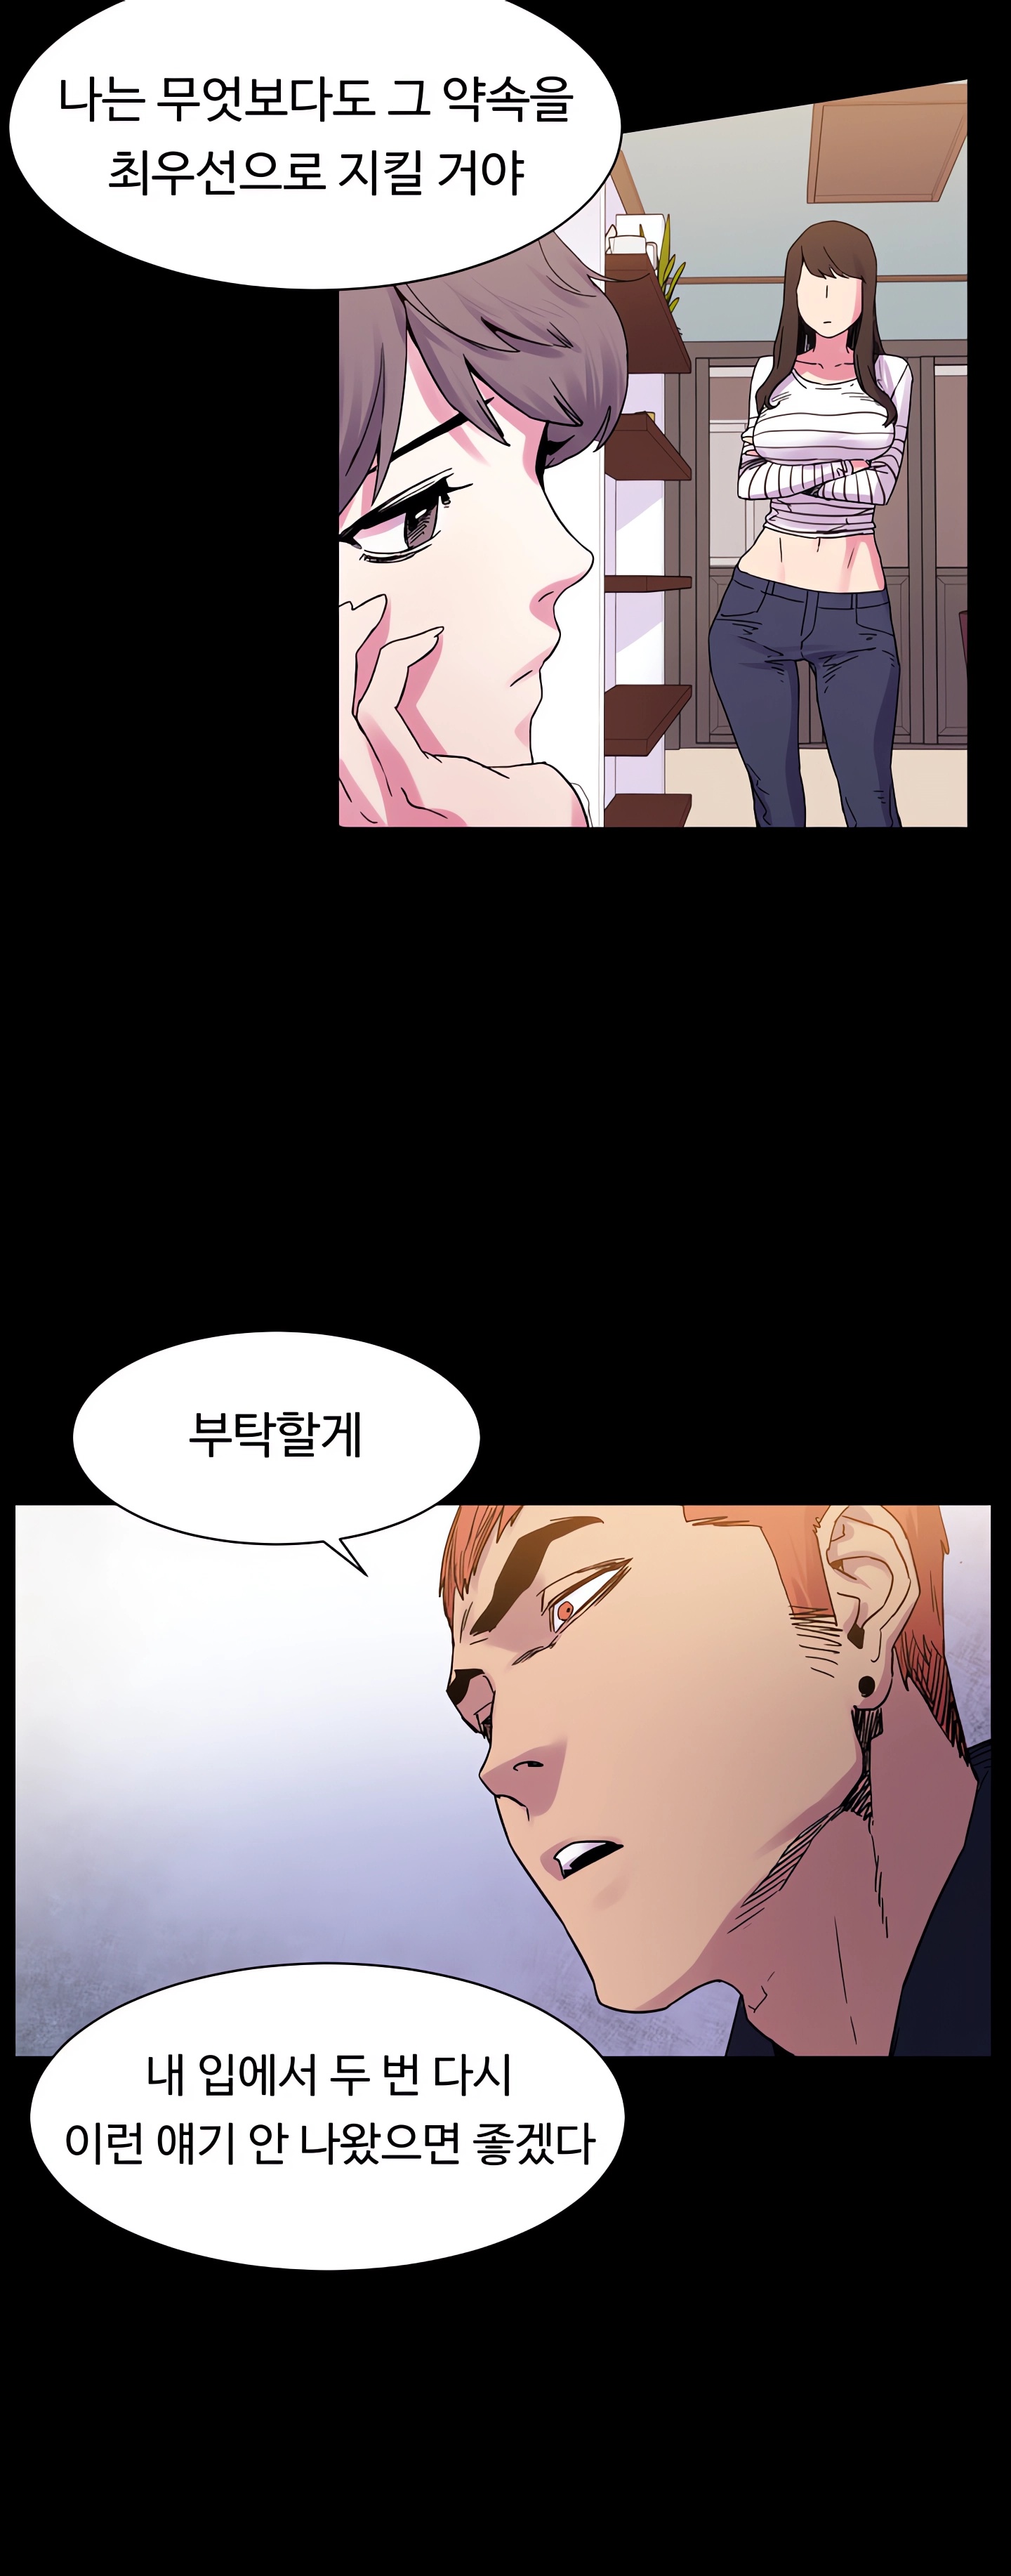 나는 무엇보다도 그 약속을
최우선으로 지킬 거야
부탁할게
내 입에서 두 번 다시
이런 얘기 안 나왔으면 좋겠다